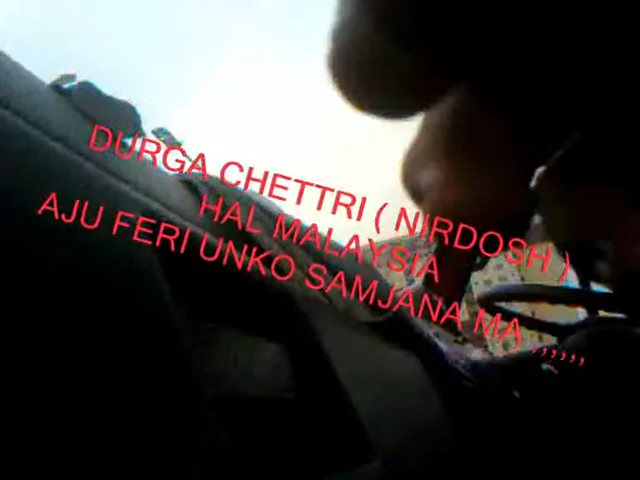 DURGA CHETTRI ( NIRDOSH )
HAL MALAYSIA
AJU FERI UNKO SAMJANA MA ,,,,,,